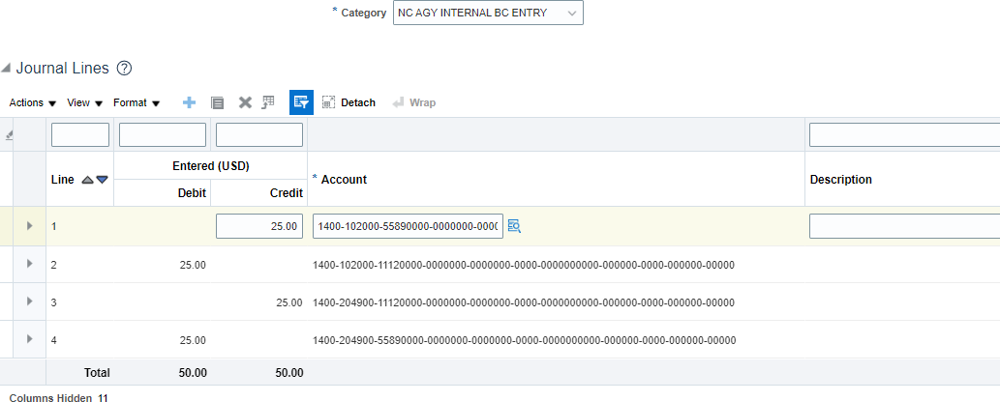 * Category NC AGY INTERNAL BC ENTRY
Journal Lines ?
Actions View Format Detach Wrap
Entered (USD)
Line * Account Description
Debit Credit
1 25.00 1400-102000-55890000-0000000-000(
2 25.00 1400-102000-11120000-0000000-0000000-0000-0000000000-000000-0000-000000-00000
3 25.00 1400-204900-11120000-0000000-0000000-0000-0000000000-000000-0000-000000-00000
4 25.00 1400-204900-55890000-0000000-0000000-0000-0000000000-000000-0000-000000-00000
Total 50.00 50.00
Columns Hidden 11